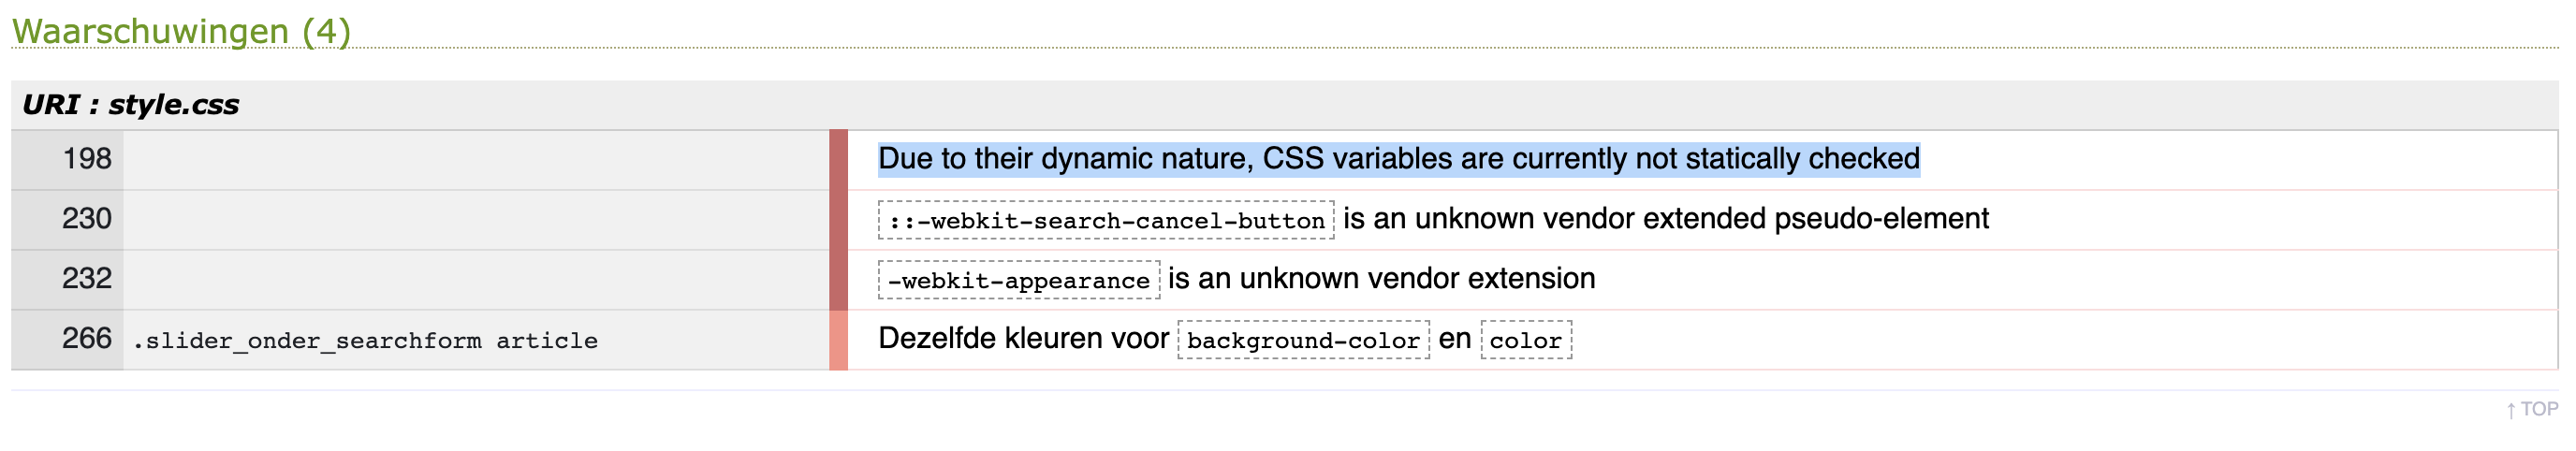 Waarschuwingen (4)
URI : style.css
198 Due to their dynamic nature, CSS variables are currently not statically checked
230 ::-webkit-search-cancel-button is an unknown vendor extended pseudo-element
232 -webkit-appearance is an unknown vendor extension
266 .slider_onder_searchform article Dezelfde kleuren voor background-color en color
↑ TOP